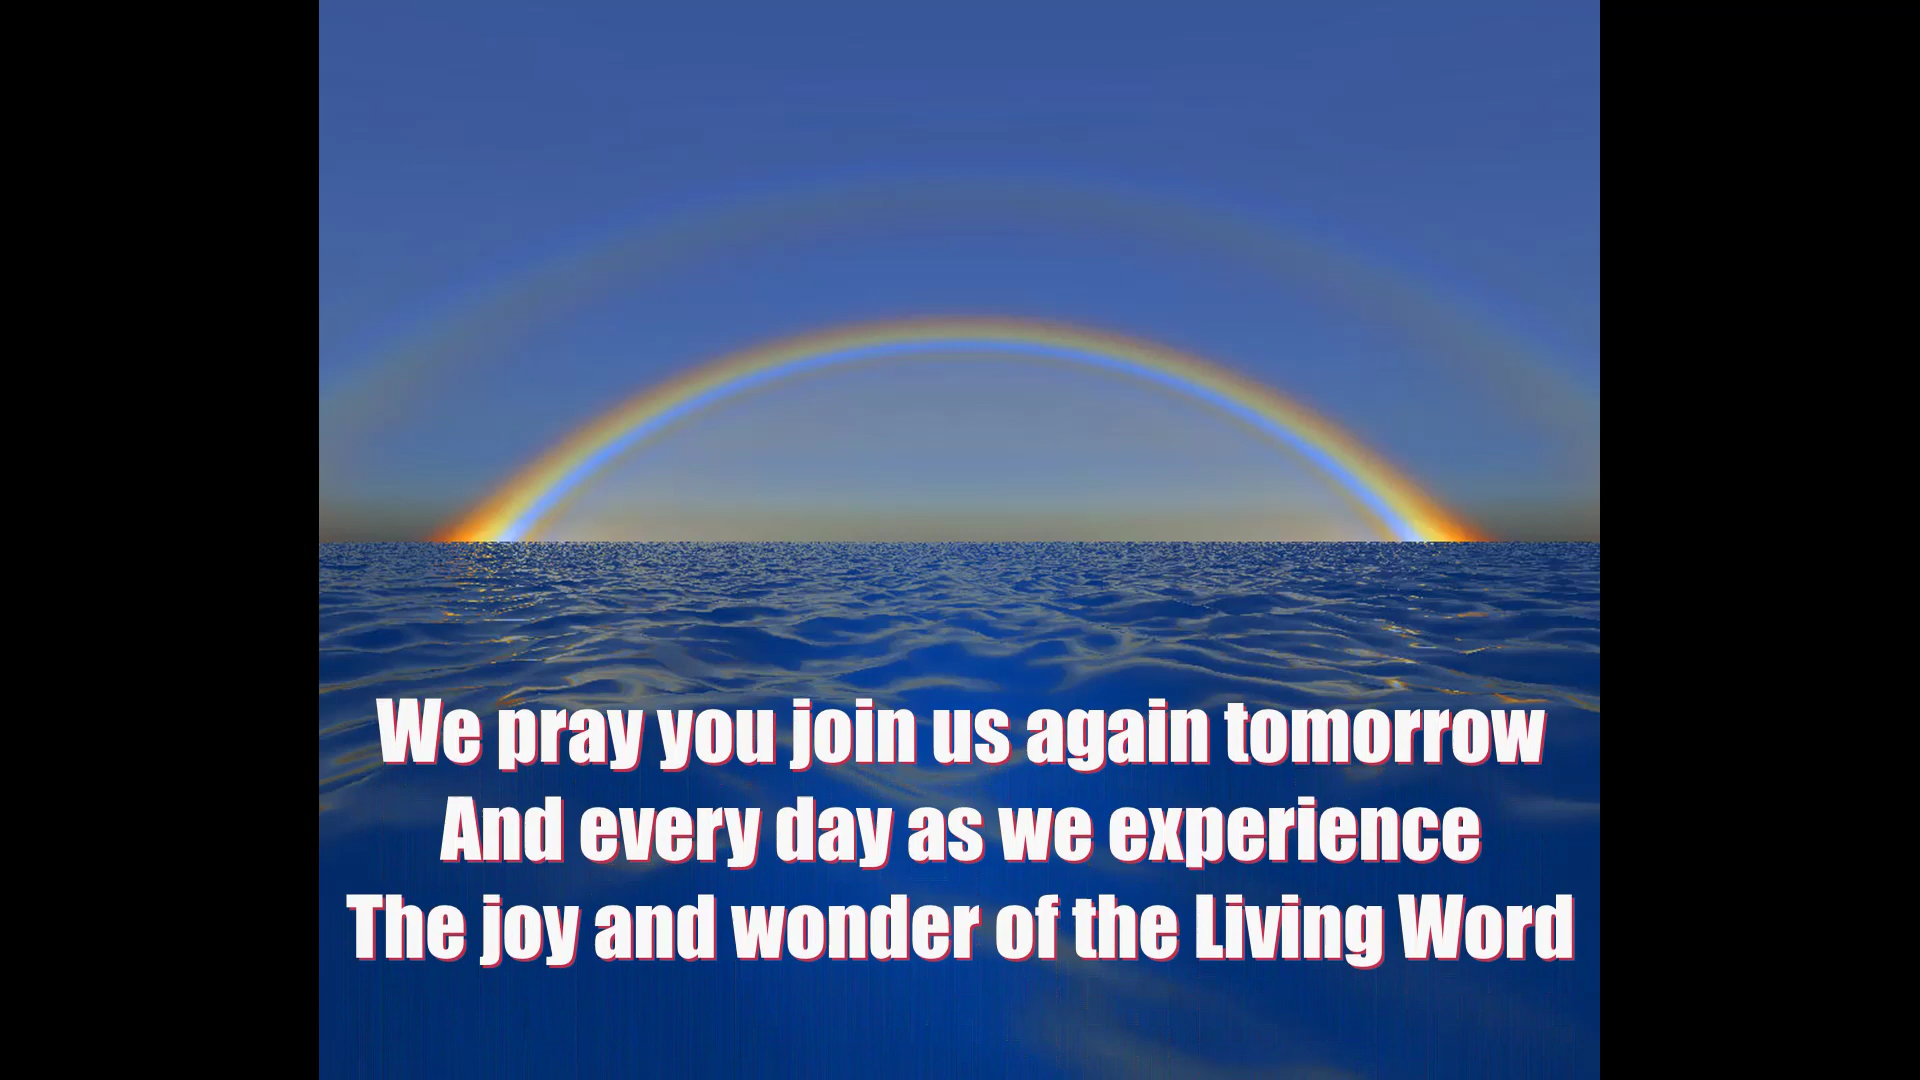 We pray you join us again tomorrow
And every day as we experience
The joy and wonder of the Living Word